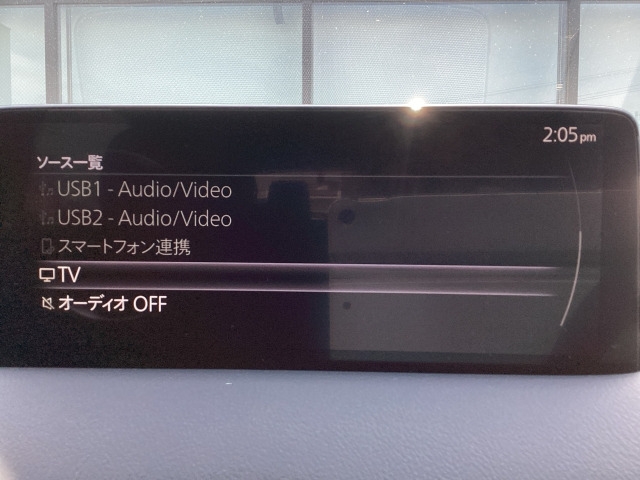 2:05pm
ソース一覧
USB1 - Audio/Video
USB2 - Audio/Video
スマートフォン連携
TV
オーディオ OFF